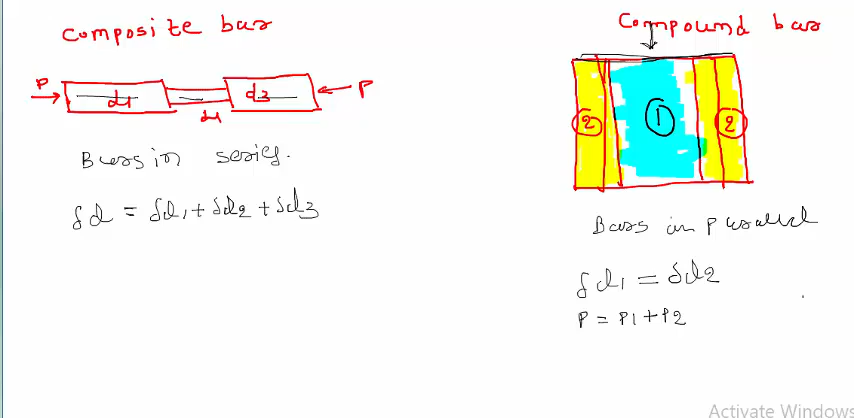 Composite bar
P d1 d1 d3 P
Bars in series.
δl = δl1 + δl2 + δl3
Compound bar
2 1 2
Bars in parallel
δl1 = δl2
P = P1 + P2
Activate Windows